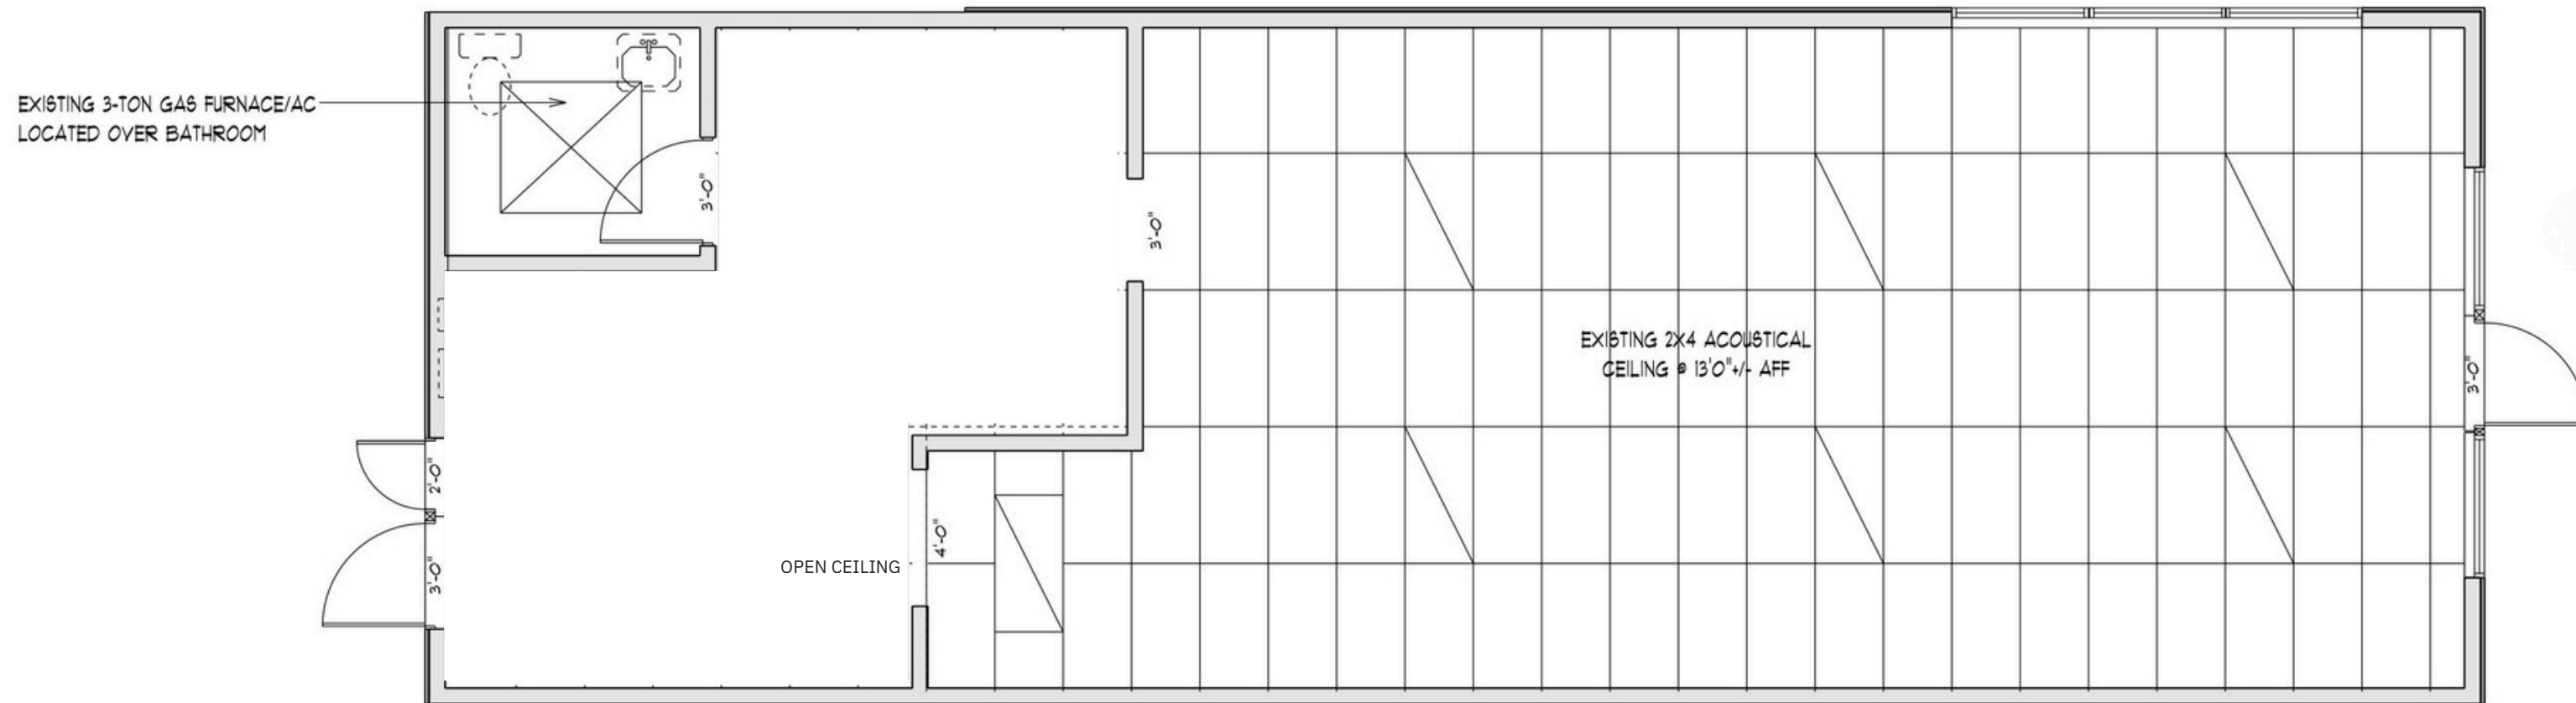 EXISTING 3-TON GAS FURNACE/AC
LOCATED OVER BATHROOM
3'-0"
3'-0"
EXISTING 2X4 ACOUSTICAL
CEILING @ 13'0"+/- AFF
3'-0"
2'-0"
4'-0"
OPEN CEILING
3'-0"